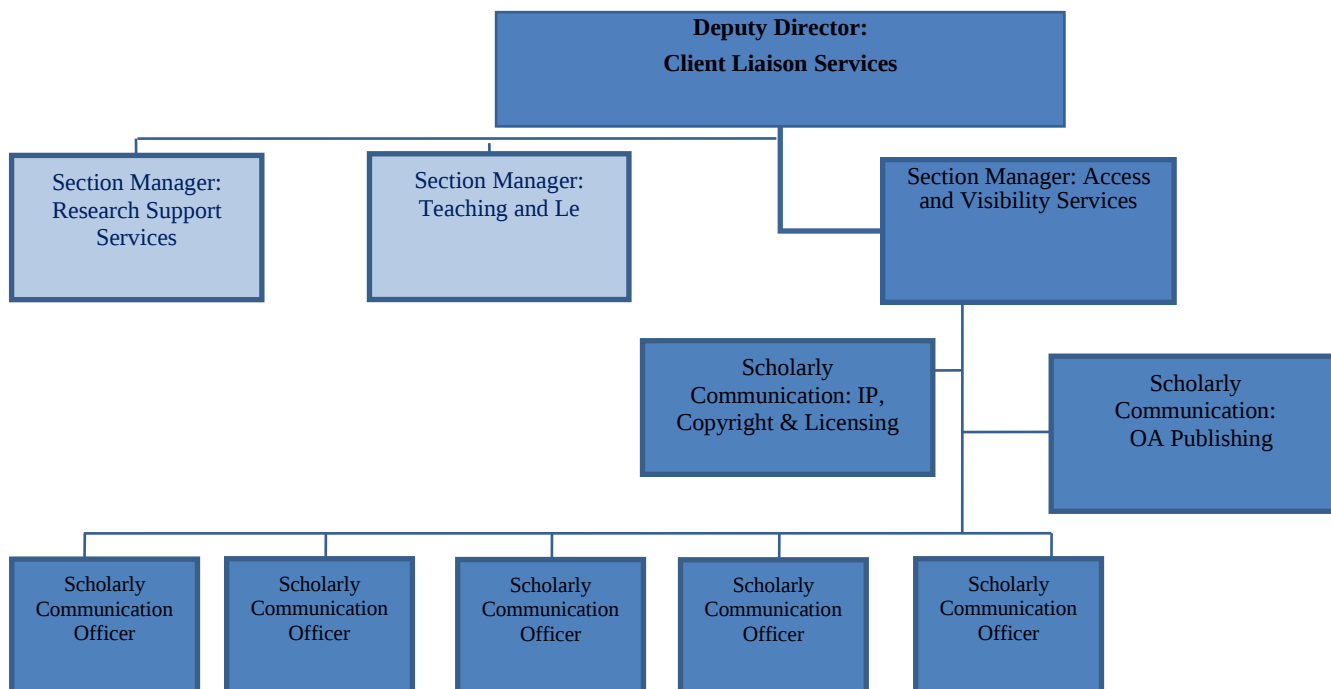 Deputy Director:
Client Liaison Services
Section Manager:
Research Support
Services
Section Manager:
Teaching and Le
Section Manager: Access
and Visibility Services
Scholarly
Communication: IP,
Copyright & Licensing
Scholarly
Communication:
OA Publishing
Scholarly
Communication
Officer
Scholarly
Communication
Officer
Scholarly
Communication
Officer
Scholarly
Communication
Officer
Scholarly
Communication
Officer